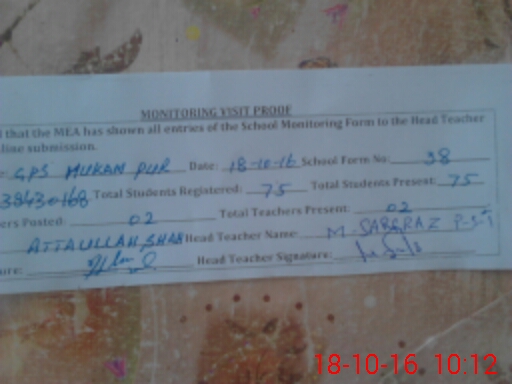 MONITORING VISIT PROOF
that the MEA has shown all entries of the School Monitoring Form to the Head Teacher
line submission.
GPS MUKAM PUR Date: 18-10-16 School Form No: 38
38430168 Total Students Registered: 75 Total Students Present: 75
ers Posted: 02 Total Teachers Present: 02
ATTAULLAH SHAH Head Teacher Name: M. SARFRAZ P.S.T
ure: Head Teacher Signature:
18-10-16 10:12